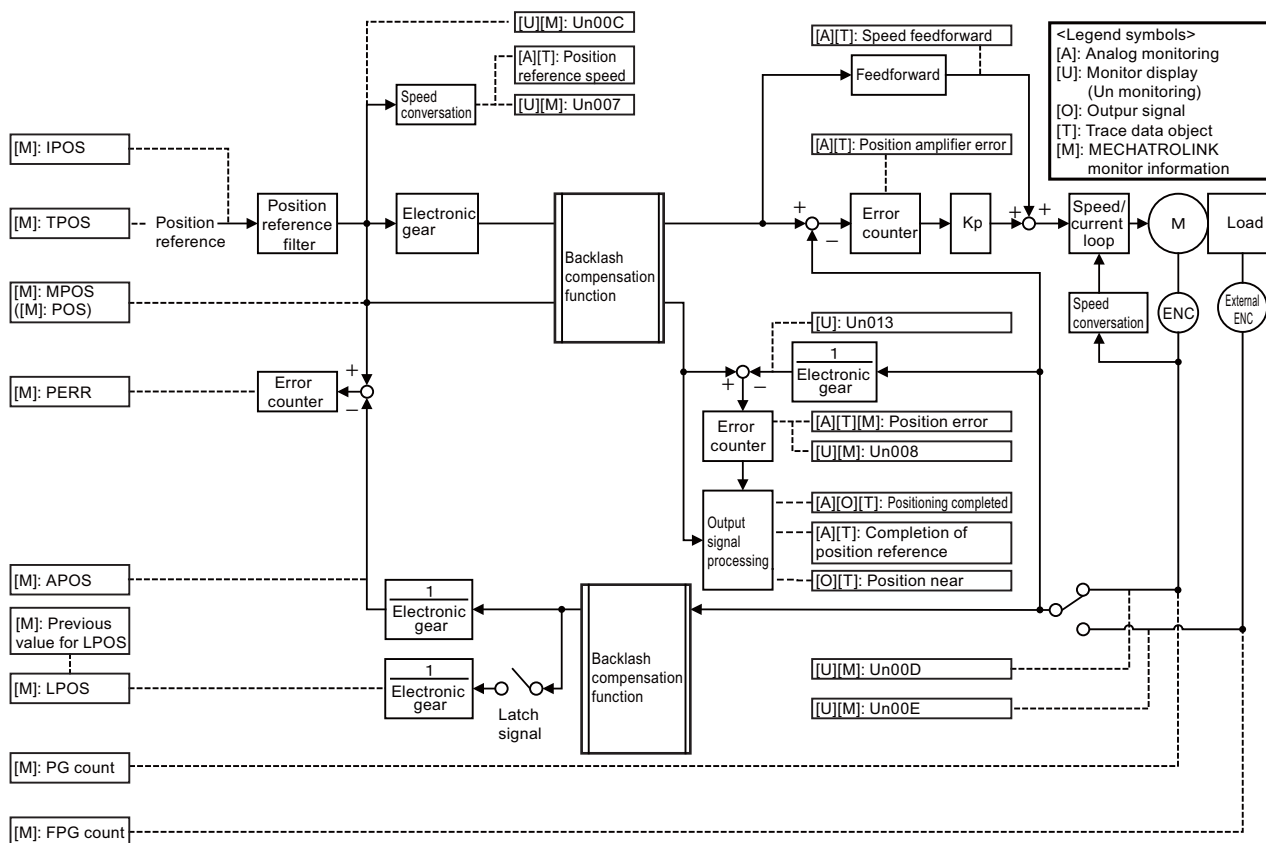 [U][M]: Un00C
[A][T]: Position
reference speed
[U][M]: Un007
Speed
conversation
[A][T]: Speed feedforward
Feedforward
[A][T]: Position amplifier error
<Legend symbols>
[A]: Analog monitoring
[U]: Monitor display
(Un monitoring)
[O]: Outpur signal
[T]: Trace data object
[M]: MECHATROLINK
monitor information
[M]: IPOS
[M]: TPOS
Position
reference
Position
reference
filter
Electronic
gear
Backlash
compensation
function
+
−
Error
counter
Kp
+
+
Speed/
current
loop
M
Load
[M]: MPOS
([M]: POS)
Speed
conversation
ENC
External
ENC
[U]: Un013
1
Electronic
gear
+
−
[M]: PERR
Error
counter
+
−
Error
counter
[A][T][M]: Position error
[U][M]: Un008
Output
signal
processing
[A][O][T]: Positioning completed
[A][T]: Completion of
position reference
[O][T]: Position near
[M]: APOS
1
Electronic
gear
[M]: Previous
value for LPOS
[M]: LPOS
1
Electronic
gear
Latch
signal
Backlash
compensation
function
[U][M]: Un00D
[U][M]: Un00E
[M]: PG count
[M]: FPG count